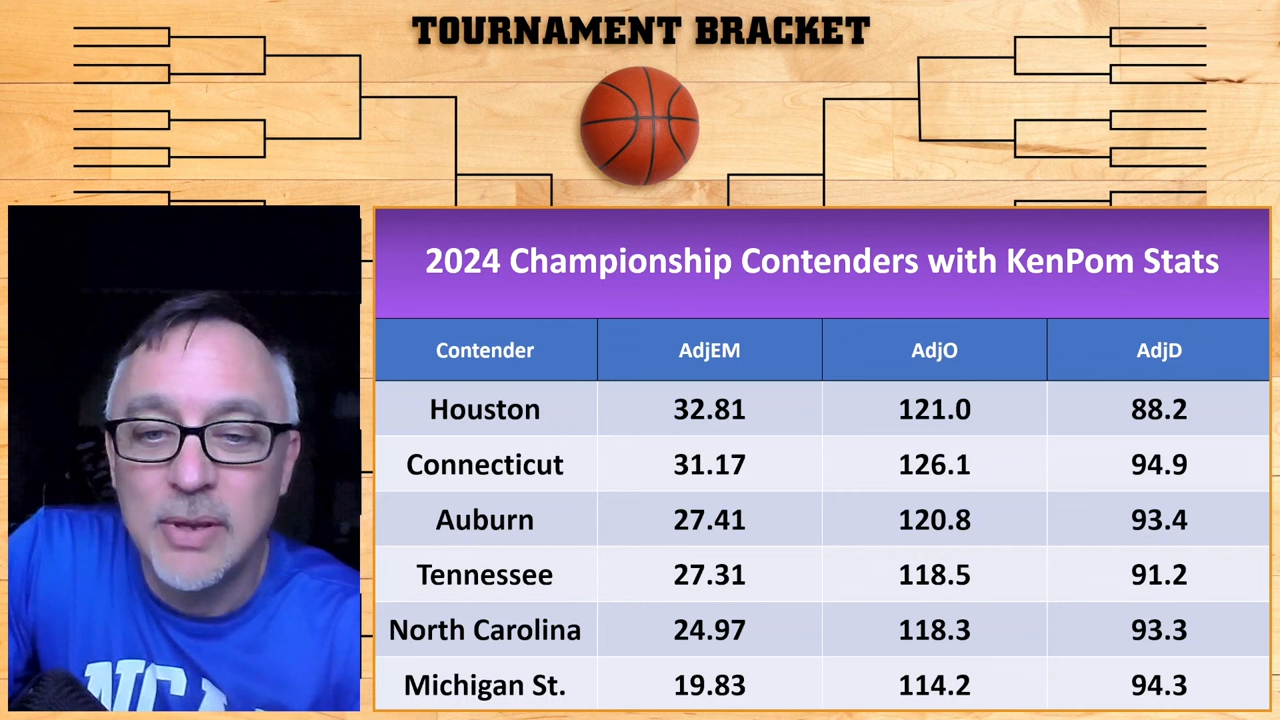 TOURNAMENT BRACKET
2024 Championship Contenders with KenPom Stats
Contender AdjEM AdjO AdjD
Houston 32.81 121.0 88.2
Connecticut 31.17 126.1 94.9
Auburn 27.41 120.8 93.4
Tennessee 27.31 118.5 91.2
North Carolina 24.97 118.3 93.3
Michigan St. 19.83 114.2 94.3